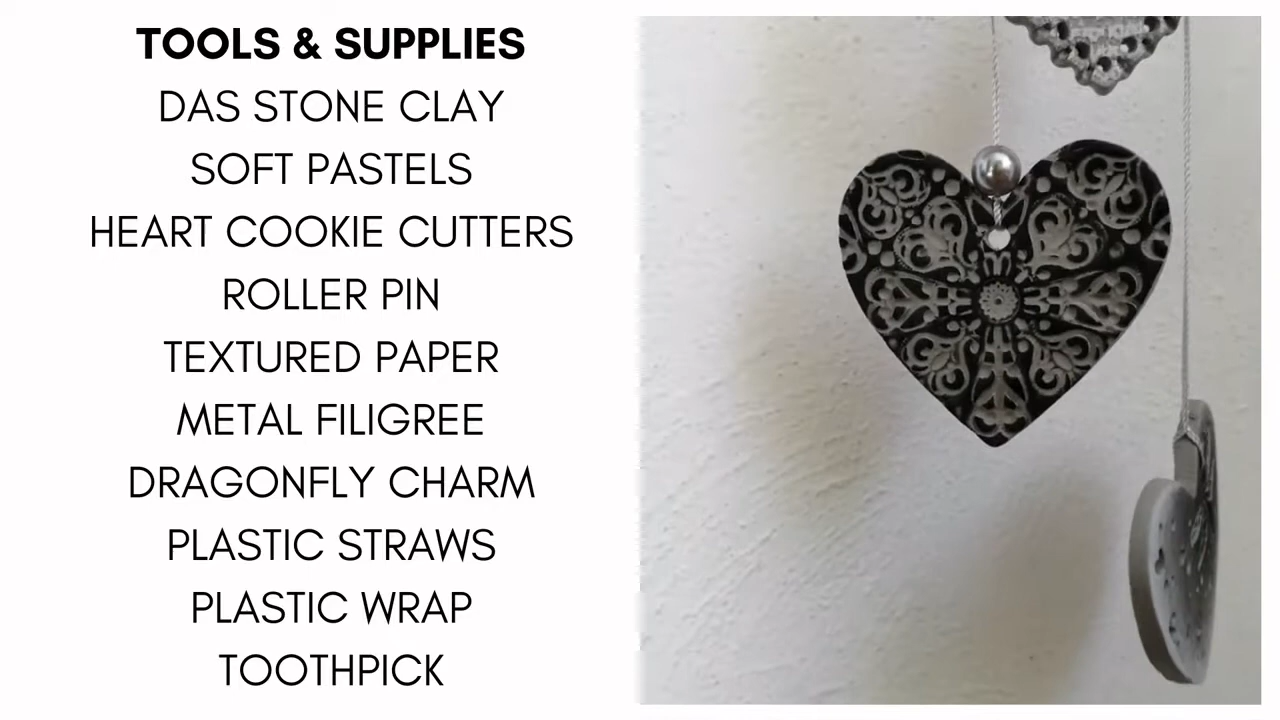 TOOLS & SUPPLIES
DAS STONE CLAY
SOFT PASTELS
HEART COOKIE CUTTERS
ROLLER PIN
TEXTURED PAPER
METAL FILIGREE
DRAGONFLY CHARM
PLASTIC STRAWS
PLASTIC WRAP
TOOTHPICK